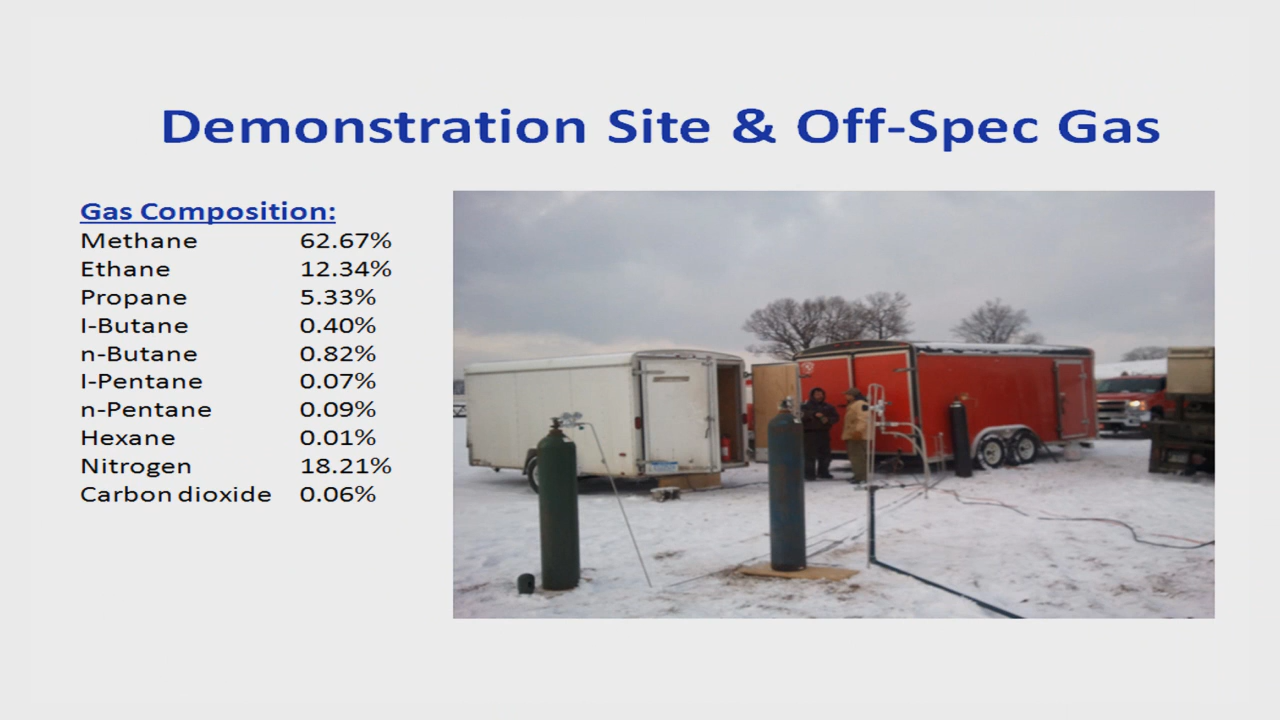 Demonstration Site & Off-Spec Gas
Gas Composition:
Methane 62.67%
Ethane 12.34%
Propane 5.33%
I-Butane 0.40%
n-Butane 0.82%
I-Pentane 0.07%
n-Pentane 0.09%
Hexane 0.01%
Nitrogen 18.21%
Carbon dioxide 0.06%